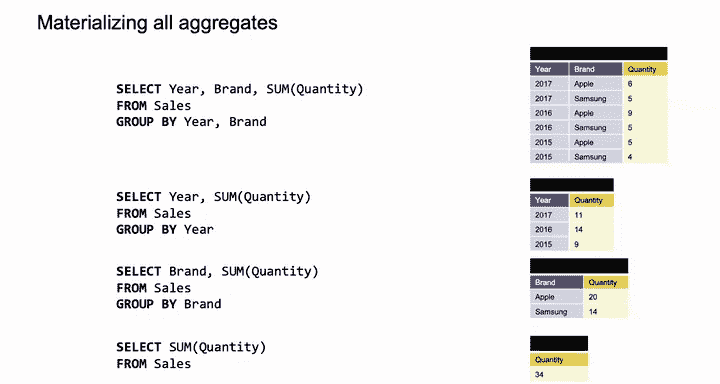 Materializing all aggregates
SELECT Year, Brand, SUM(Quantity)
FROM Sales
GROUP BY Year, Brand
Year Brand Quantity
2017 Apple 6
2017 Samsung 5
2016 Apple 9
2016 Samsung 5
2015 Apple 5
2015 Samsung 4
SELECT Year, SUM(Quantity)
FROM Sales
GROUP BY Year
Year Quantity
2017 11
2016 14
2015 9
SELECT Brand, SUM(Quantity)
FROM Sales
GROUP BY Brand
Brand Quantity
Apple 20
Samsung 14
SELECT SUM(Quantity)
FROM Sales
Quantity
34